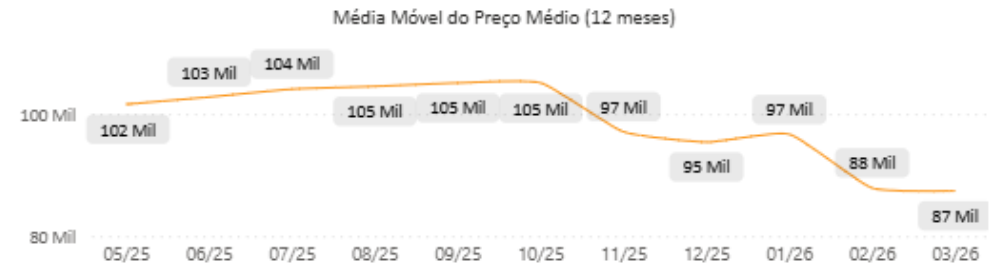 Média Móvel do Preço Médio (12 meses)
103 Mil
104 Mil
100 Mil
102 Mil
105 Mil
105 Mil
105 Mil
97 Mil
97 Mil
95 Mil
88 Mil
87 Mil
80 Mil
05/25 06/25 07/25 08/25 09/25 10/25 11/25 12/25 01/26 02/26 03/26